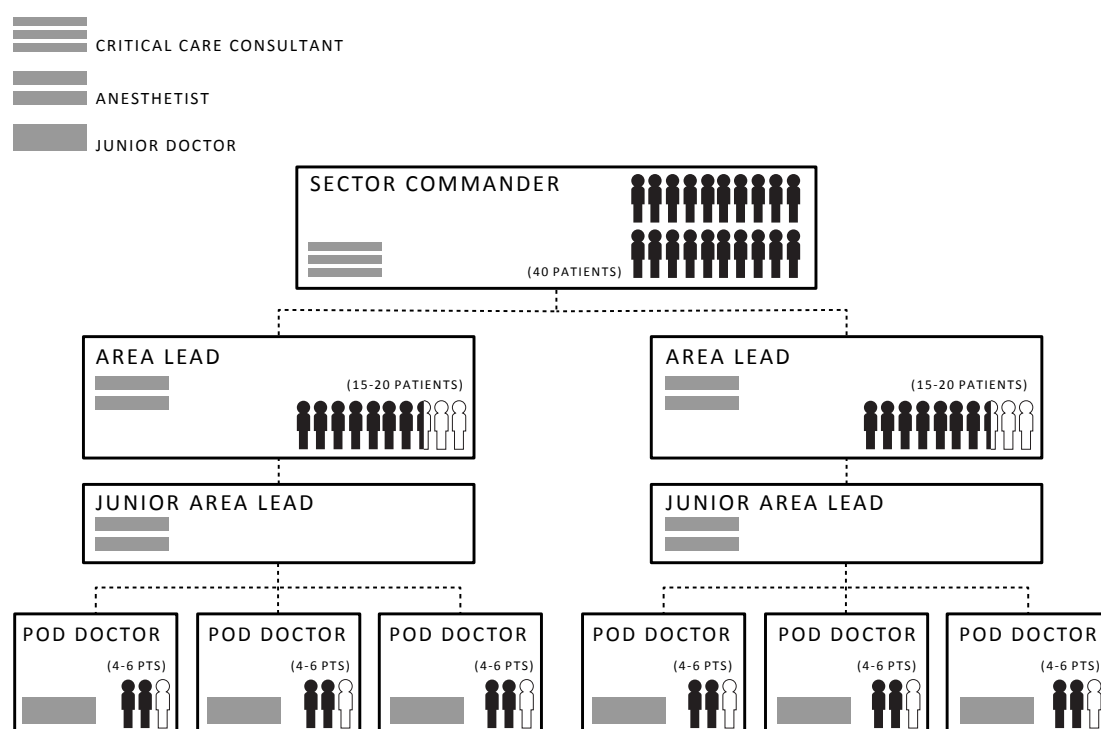 CRITICAL CARE CONSULTANT
ANESTHETIST
JUNIOR DOCTOR
SECTOR COMMANDER
(40 PATIENTS)
AREA LEAD
(15-20 PATIENTS)
AREA LEAD
(15-20 PATIENTS)
JUNIOR AREA LEAD
JUNIOR AREA LEAD
POD DOCTOR
(4-6 PTS)
POD DOCTOR
(4-6 PTS)
POD DOCTOR
(4-6 PTS)
POD DOCTOR
(4-6 PTS)
POD DOCTOR
(4-6 PTS)
POD DOCTOR
(4-6 PTS)